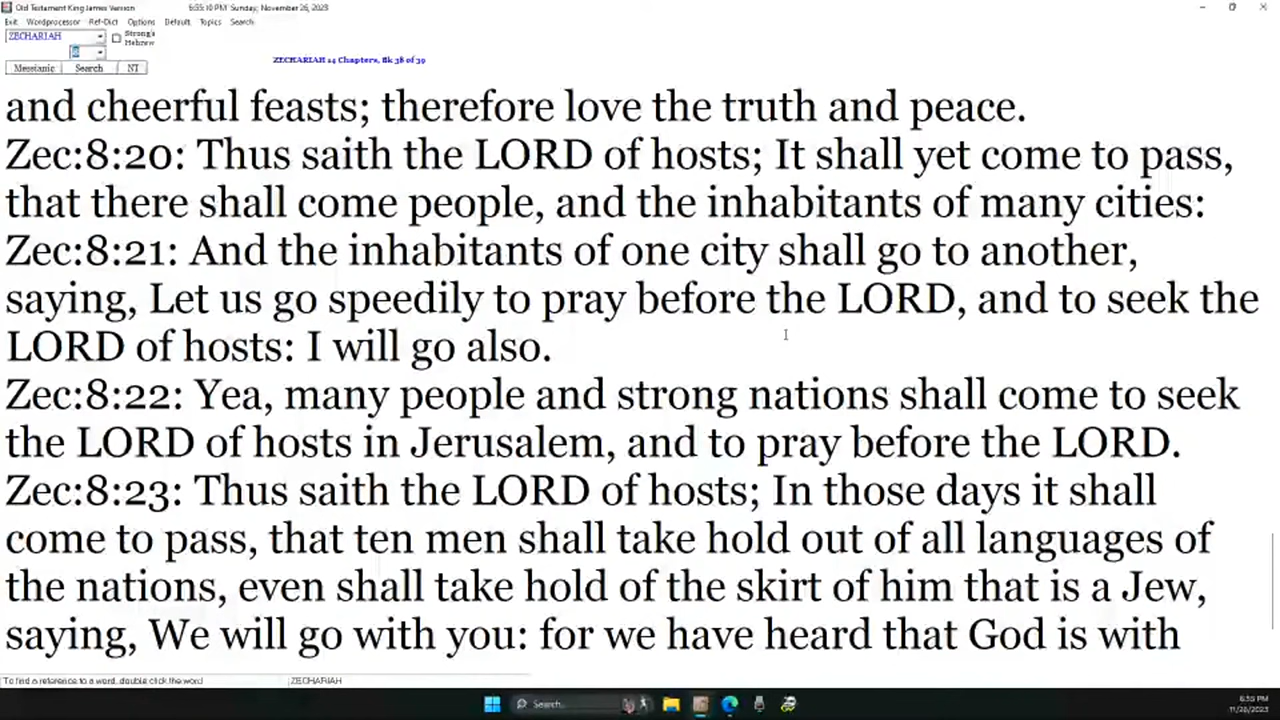 Old Testament King James Version 6:55:10 PM Sunday, November 26, 2023
Exit Wordprocessor Ref-Dict Options Default Topics Search
ZECHARIAH Strong's
Hebrew
8
ZECHARIAH 14 Chapters, Bk 38 of 39
Messianic Search NT
and cheerful feasts; therefore love the truth and peace.
Zec:8:20: Thus saith the LORD of hosts; It shall yet come to pass,
that there shall come people, and the inhabitants of many cities:
Zec:8:21: And the inhabitants of one city shall go to another,
saying, Let us go speedily to pray before the LORD, and to seek the
LORD of hosts: I will go also.
Zec:8:22: Yea, many people and strong nations shall come to seek
the LORD of hosts in Jerusalem, and to pray before the LORD.
Zec:8:23: Thus saith the LORD of hosts; In those days it shall
come to pass, that ten men shall take hold out of all languages of
the nations, even shall take hold of the skirt of him that is a Jew,
saying, We will go with you: for we have heard that God is with
To find a reference to a word, double click the word ZECHARIAH
Search
6:55 PM
11/26/2023